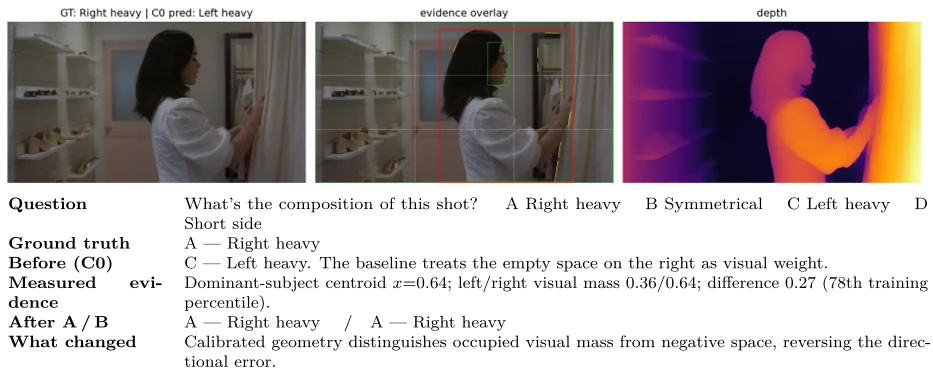 GT: Right heavy | C0 pred: Left heavy
evidence overlay
depth
Question What's the composition of this shot? A Right heavy B Symmetrical C Left heavy D
Short side
Ground truth A — Right heavy
Before (C0) C — Left heavy. The baseline treats the empty space on the right as visual weight.
Measured evi- Dominant-subject centroid x=0.64; left/right visual mass 0.36/0.64; difference 0.27 (78th training
dence percentile).
After A / B A — Right heavy / A — Right heavy
What changed Calibrated geometry distinguishes occupied visual mass from negative space, reversing the direc-
tional error.